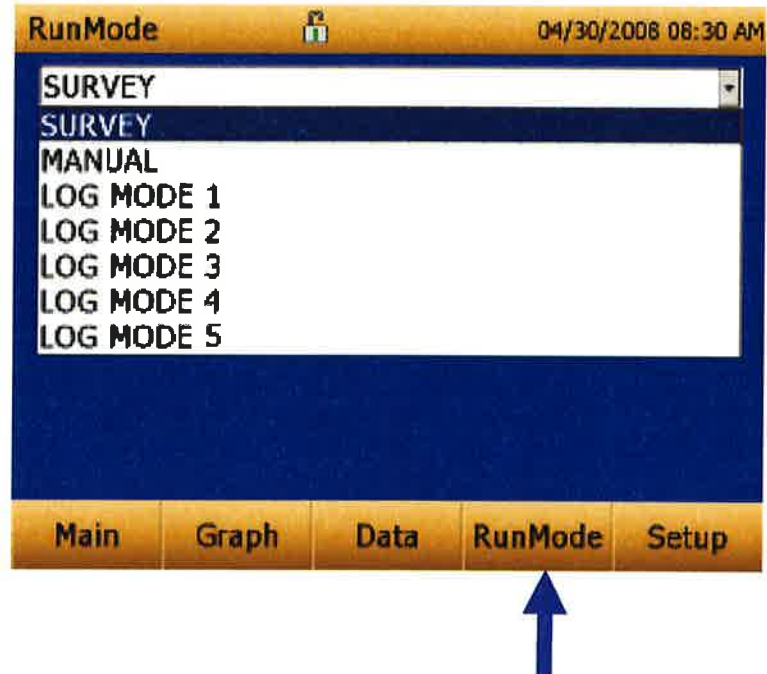 RunMode 04/30/2008 08:30 AM
SURVEY
SURVEY
MANUAL
LOG MODE 1
LOG MODE 2
LOG MODE 3
LOG MODE 4
LOG MODE 5
Main Graph Data RunMode Setup